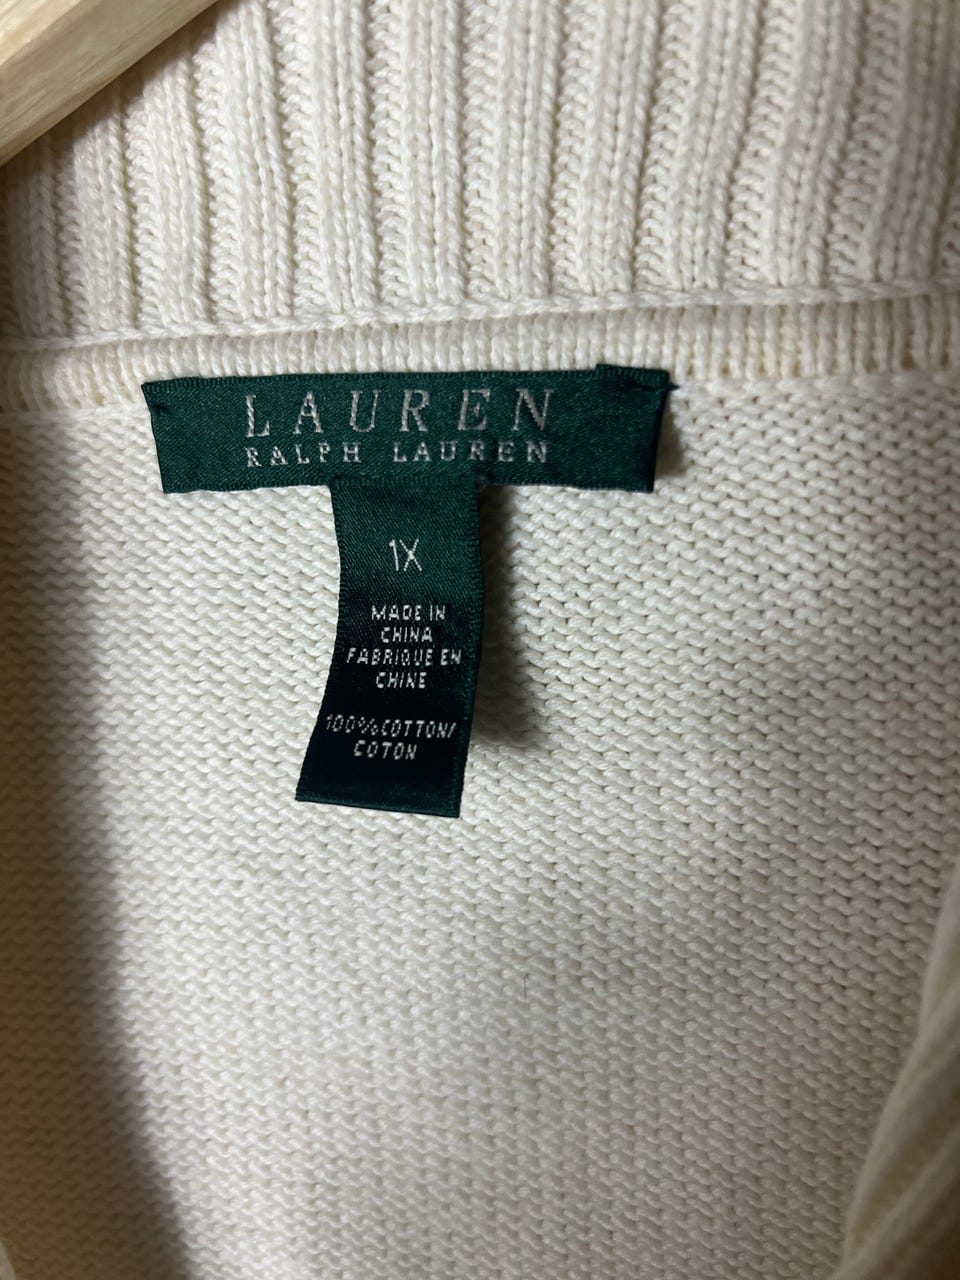 LAUREN
RALPH LAUREN
1X
MADE IN
CHINA
FABRIQUE EN
CHINE
100%COTTON/
COTON